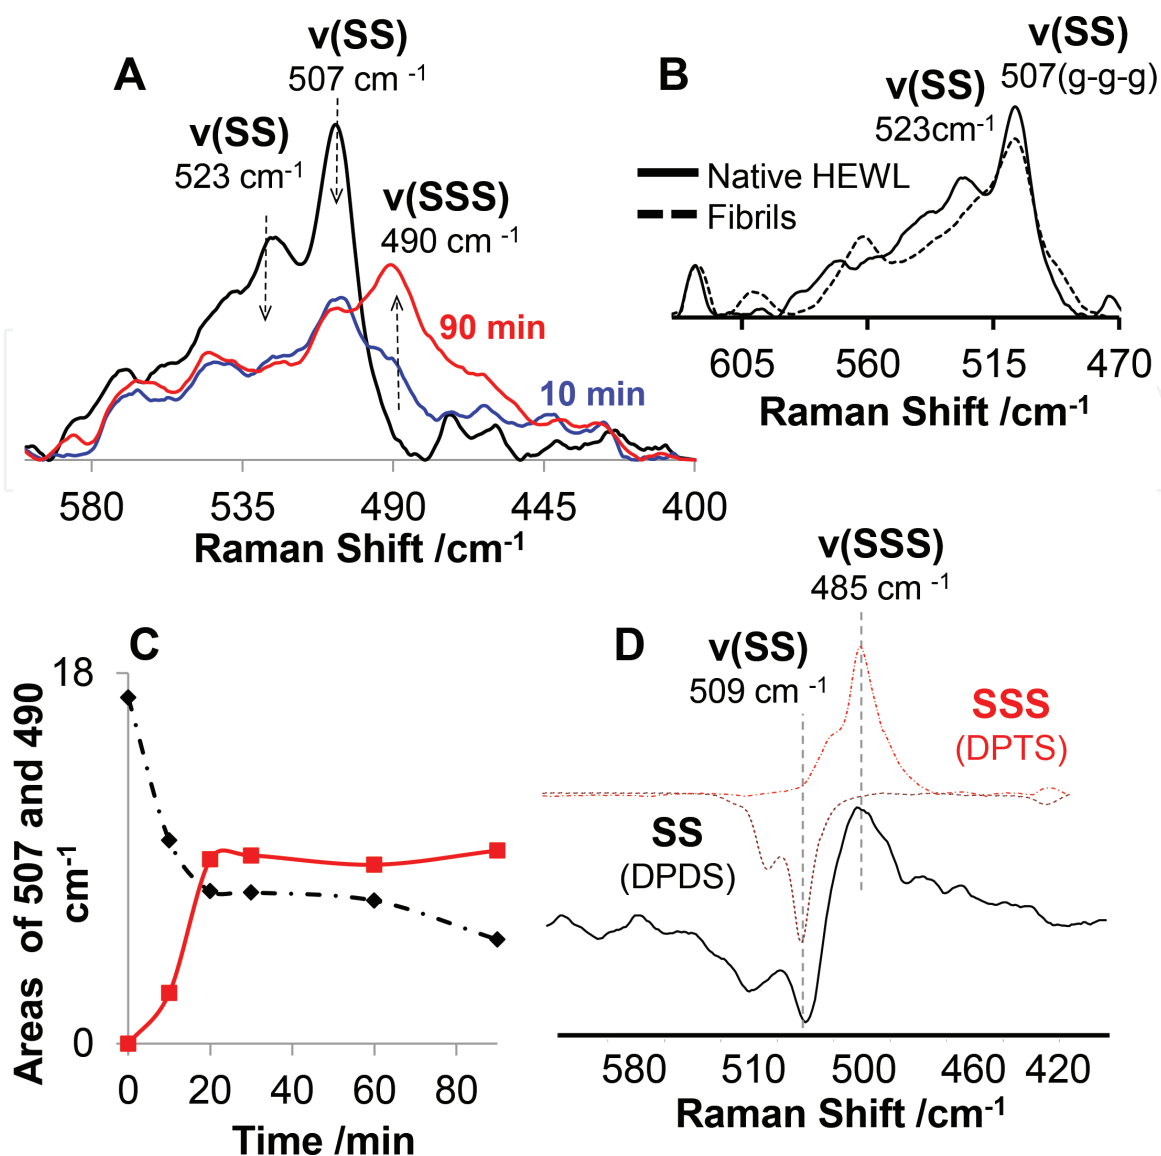 A
ν(SS)
507 cm -1
ν(SS)
523 cm-1
ν(SSS)
490 cm -1
90 min
10 min
580 535 490 445 400
Raman Shift /cm-1
B
ν(SS)
507(g-g-g)
ν(SS)
523cm-1
Native HEWL
Fibrils
605 560 515 470
Raman Shift /cm-1
C
18
0
Areas of 507 and 490
cm-1
0 20 40 60 80
Time /min
D
ν(SSS)
485 cm -1
ν(SS)
509 cm -1
SSS
(DPTS)
SS
(DPDS)
580 510 500 460 420
Raman Shift /cm-1